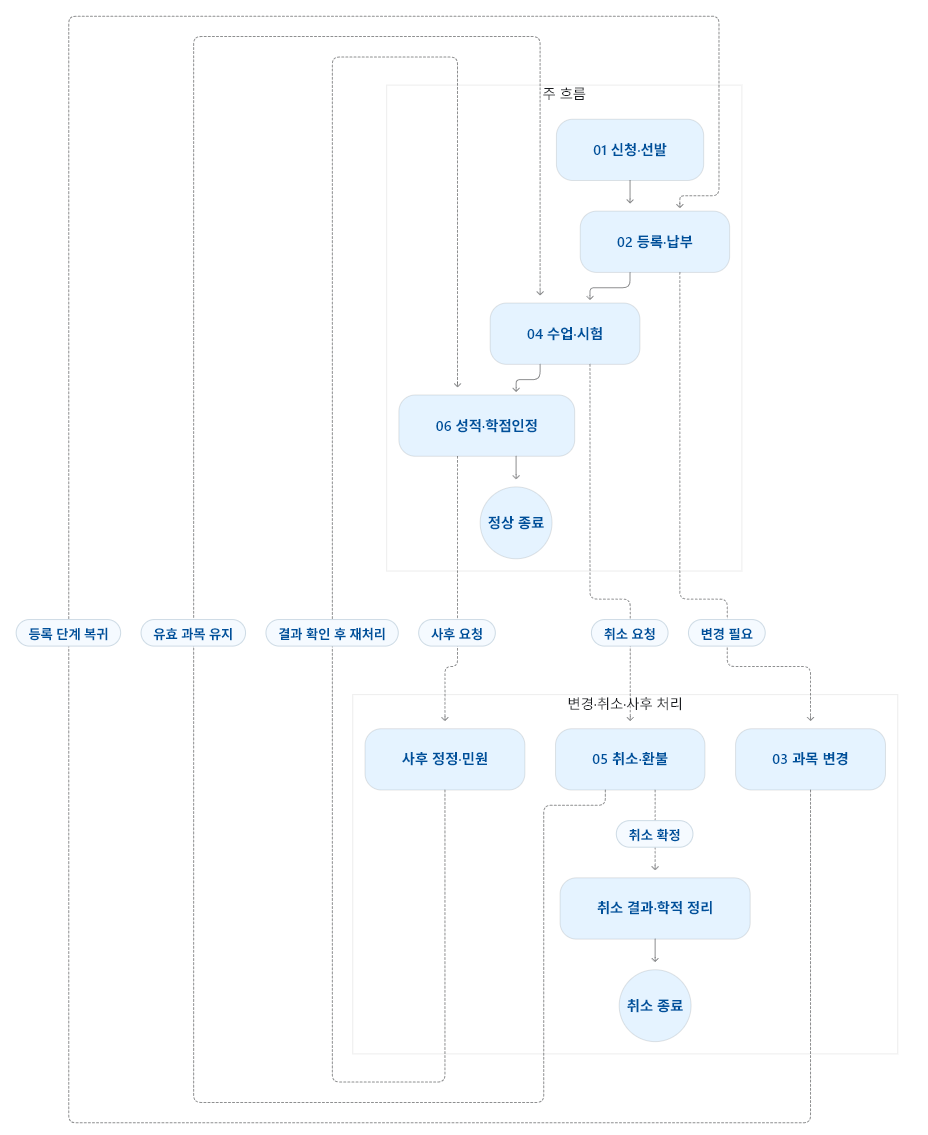 주 흐름
01 신청·선발
02 등록·납부
04 수업·시험
06 성적·학점인정
정상 종료
등록 단계 복귀
유효 과목 유지
결과 확인 후 재처리
사후 요청
취소 요청
변경 필요
변경·취소·사후 처리
사후 정정·민원
05 취소·환불
03 과목 변경
취소 확정
취소 결과·학적 정리
취소 종료